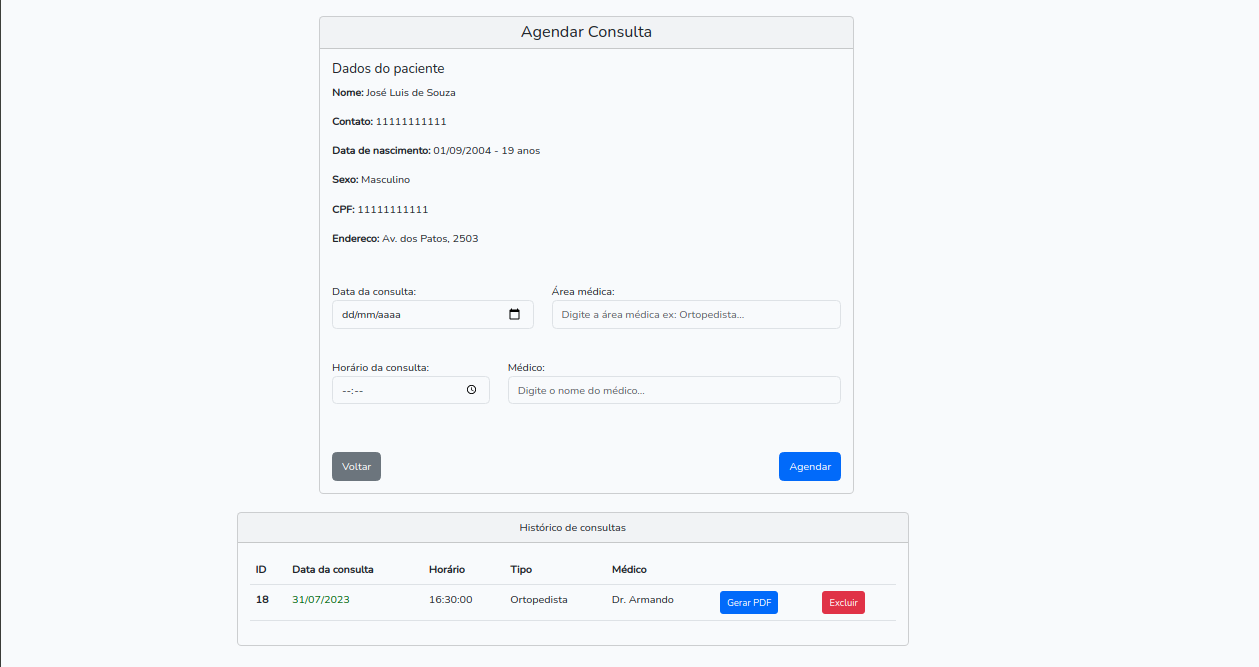 Agendar Consulta
Dados do paciente
Nome: José Luis de Souza
Contato: 11111111111
Data de nascimento: 01/09/2004 - 19 anos
Sexo: Masculino
CPF: 11111111111
Endereco: Av. dos Patos, 2503
Data da consulta: Área médica:
dd/mm/aaaa Digite a área médica ex: Ortopedista...
Horário da consulta: Médico:
--:-- Digite o nome do médico...
Voltar Agendar
Histórico de consultas
ID Data da consulta Horário Tipo Médico
18 31/07/2023 16:30:00 Ortopedista Dr. Armando Gerar PDF Excluir